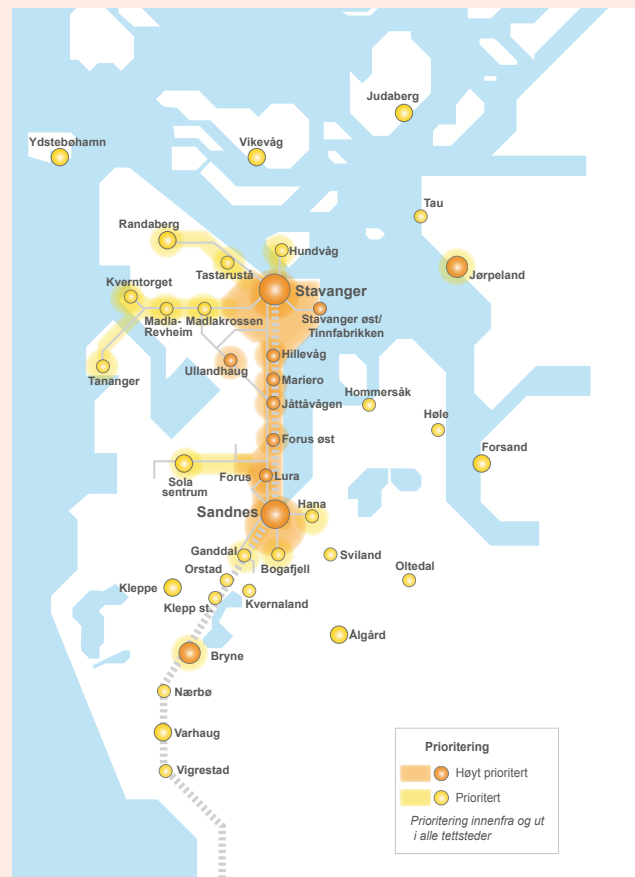 Judaberg
Ydstebøhamn
Vikevåg
Tau
Randaberg
Hundvåg
Tastarustå
Jørpeland
Kverntorget
Stavanger
Madla-
Revheim
Madlakrossen
Stavanger øst/
Tinnfabrikken
Hillevåg
Ullandhaug
Mariero
Tananger
Hommersåk
Jåttåvågen
Høle
Forus øst
Forsand
Sola
sentrum
Forus
Lura
Hana
Sandnes
Ganddal
Bogafjell
Sviland
Orstad
Oltedal
Kleppe
Klepp st.
Kvernaland
Ålgård
Bryne
Nærbø
Varhaug
Vigrestad
Prioritering
Høyt prioritert
Prioritert
Prioritering innenfra og ut
i alle tettsteder